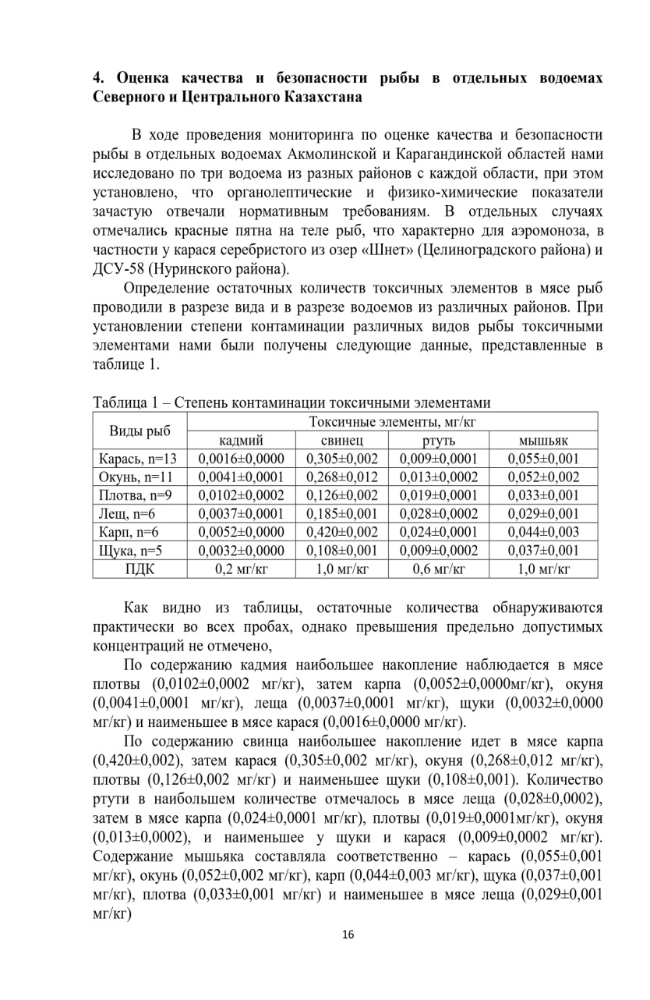 4. Оценка качества и безопасности рыбы в отдельных водоемах
Северного и Центрального Казахстана
В ходе проведения мониторинга по оценке качества и безопасности
рыбы в отдельных водоемах Акмолинской и Карагандинской областей нами
исследовано по три водоема из разных районов с каждой области, при этом
установлено, что органолептические и физико-химические показатели
зачастую отвечали нормативным требованиям. В отдельных случаях
отмечались красные пятна на теле рыб, что характерно для аэромоноза, в
частности у карася серебристого из озер «Шнет» (Целиноградского района) и
ДСУ-58 (Нуринского района).
Определение остаточных количеств токсичных элементов в мясе рыб
проводили в разрезе вида и в разрезе водоемов из различных районов. При
установлении степени контаминации различных видов рыбы токсичными
элементами нами были получены следующие данные, представленные в
таблице 1.
Таблица 1 – Степень контаминации токсичными элементами
Виды рыб Токсичные элементы, мг/кг
кадмий свинец ртуть мышьяк
Карась, n=13 0,0016±0,0000 0,305±0,002 0,009±0,0001 0,055±0,001
Окунь, n=11 0,0041±0,0001 0,268±0,012 0,013±0,0002 0,052±0,002
Плотва, n=9 0,0102±0,0002 0,126±0,002 0,019±0,0001 0,033±0,001
Лещ, n=6 0,0037±0,0001 0,185±0,001 0,028±0,0002 0,029±0,001
Карп, n=6 0,0052±0,0000 0,420±0,002 0,024±0,0001 0,044±0,003
Щука, n=5 0,0032±0,0000 0,108±0,001 0,009±0,0002 0,037±0,001
ПДК 0,2 мг/кг 1,0 мг/кг 0,6 мг/кг 1,0 мг/кг
Как видно из таблицы, остаточные количества обнаруживаются
практически во всех пробах, однако превышения предельно допустимых
концентраций не отмечено,
По содержанию кадмия наибольшее накопление наблюдается в мясе
плотвы (0,0102±0,0002 мг/кг), затем карпа (0,0052±0,0000мг/кг), окуня
(0,0041±0,0001 мг/кг), леща (0,0037±0,0001 мг/кг), щуки (0,0032±0,0000
мг/кг) и наименьшее в мясе карася (0,0016±0,0000 мг/кг).
По содержанию свинца наибольшее накопление идет в мясе карпа
(0,420±0,002), затем карася (0,305±0,002 мг/кг), окуня (0,268±0,012 мг/кг),
плотвы (0,126±0,002 мг/кг) и наименьшее щуки (0,108±0,001). Количество
ртути в наибольшем количестве отмечалось в мясе леща (0,028±0,0002),
затем в мясе карпа (0,024±0,0001 мг/кг), плотвы (0,019±0,0001мг/кг), окуня
(0,013±0,0002), и наименьшее у щуки и карася (0,009±0,0002 мг/кг).
Содержание мышьяка составляла соответственно – карась (0,055±0,001
мг/кг), окунь (0,052±0,002 мг/кг), карп (0,044±0,003 мг/кг), щука (0,037±0,001
мг/кг), плотва (0,033±0,001 мг/кг) и наименьшее в мясе леща (0,029±0,001
мг/кг)
16